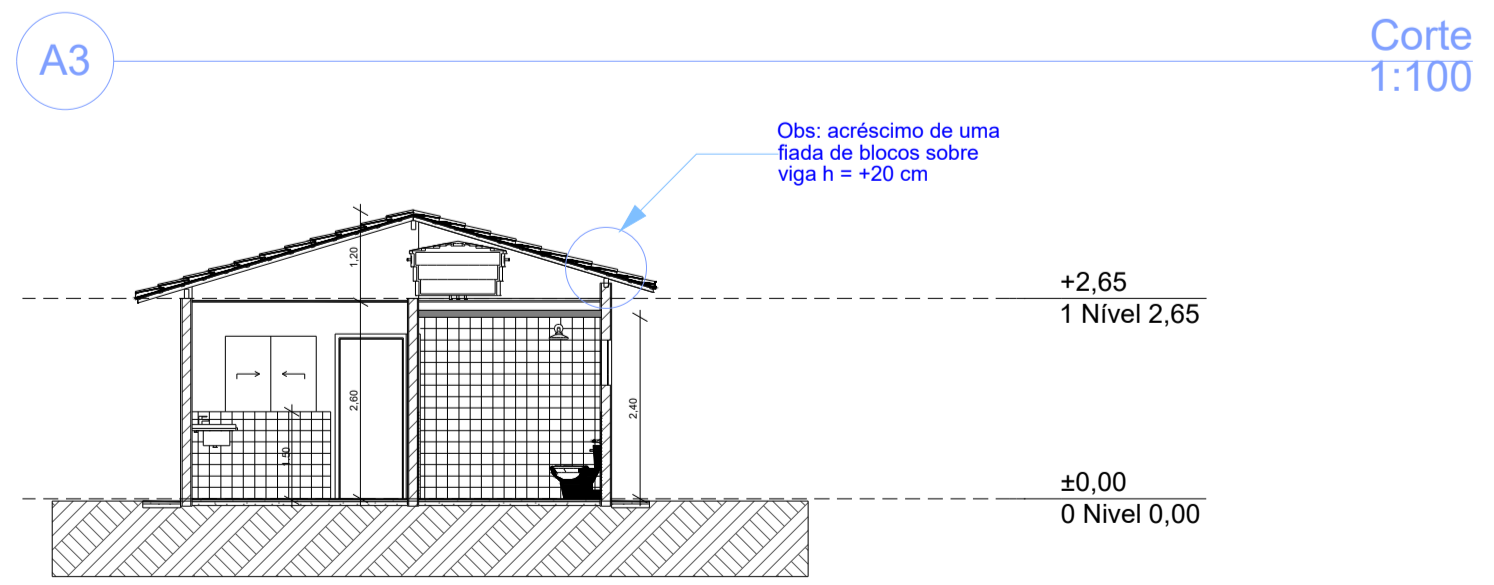 A3
Corte
1:100
Obs: acréscimo de uma
fiada de blocos sobre
viga h = +20 cm
1,20
+2,65
1 Nível 2,65
2,60
2,40
1,50
±0,00
0 Nivel 0,00